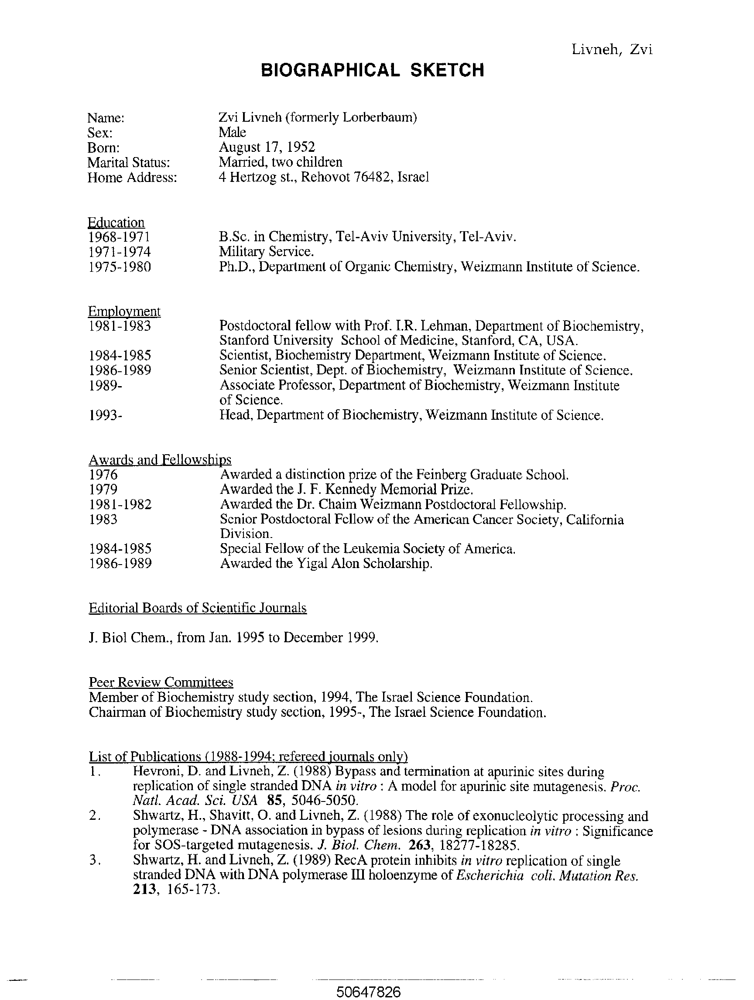 Livneh, Zvi
BIOGRAPHICAL SKETCH
Name: Zvi Livneh (formerly Lorberbaum)
Sex: Male
Born: August 17, 1952
Marital Status: Married, two children
Home Address: 4 Hertzog st., Rehovot 76482, Israel
Education
1968-1971 B.Sc. in Chemistry, Tel-Aviv University, Tel-Aviv.
1971-1974 Military Service.
1975-1980 Ph.D., Department of Organic Chemistry, Weizmann Institute of Science.
Employment
1981-1983 Postdoctoral fellow with Prof. I.R. Lehman, Department of Biochemistry,
Stanford University School of Medicine, Stanford, CA, USA.
1984-1985 Scientist, Biochemistry Department, Weizmann Institute of Science.
1986-1989 Senior Scientist, Dept. of Biochemistry, Weizmann Institute of Science.
1989- Associate Professor, Department of Biochemistry, Weizmann Institute
of Science.
1993- Head, Department of Biochemistry, Weizmann Institute of Science.
Awards and Fellowships
1976 Awarded a distinction prize of the Feinberg Graduate School.
1979 Awarded the J. F. Kennedy Memorial Prize.
1981-1982 Awarded the Dr. Chaim Weizmann Postdoctoral Fellowship.
1983 Senior Postdoctoral Fellow of the American Cancer Society, California
Division.
1984-1985 Special Fellow of the Leukemia Society of America.
1986-1989 Awarded the Yigal Alon Scholarship.
Editorial Boards of Scientific Journals
J. Biol Chem., from Jan. 1995 to December 1999.
Peer Review Committees
Member of Biochemistry study section, 1994, The Israel Science Foundation.
Chairman of Biochemistry study section, 1995-, The Israel Science Foundation.
List of Publications (1988-1994; refereed journals only)
1. Hevroni, D. and Livneh, Z. (1988) Bypass and termination at apurinic sites during
replication of single stranded DNA in vitro : A model for apurinic site mutagenesis. Proc.
Natl. Acad. Sci. USA 85, 5046-5050.
2. Shwartz, H., Shavitt, O. and Livneh, Z. (1988) The role of exonucleolytic processing and
polymerase - DNA association in bypass of lesions during replication in vitro : Significance
for SOS-targeted mutagenesis. J. Biol. Chem. 263, 18277-18285.
3. Shwartz, H. and Livneh, Z. (1989) RecA protein inhibits in vitro replication of single
stranded DNA with DNA polymerase III holoenzyme of Escherichia coli. Mutation Res.
213, 165-173.
50647826